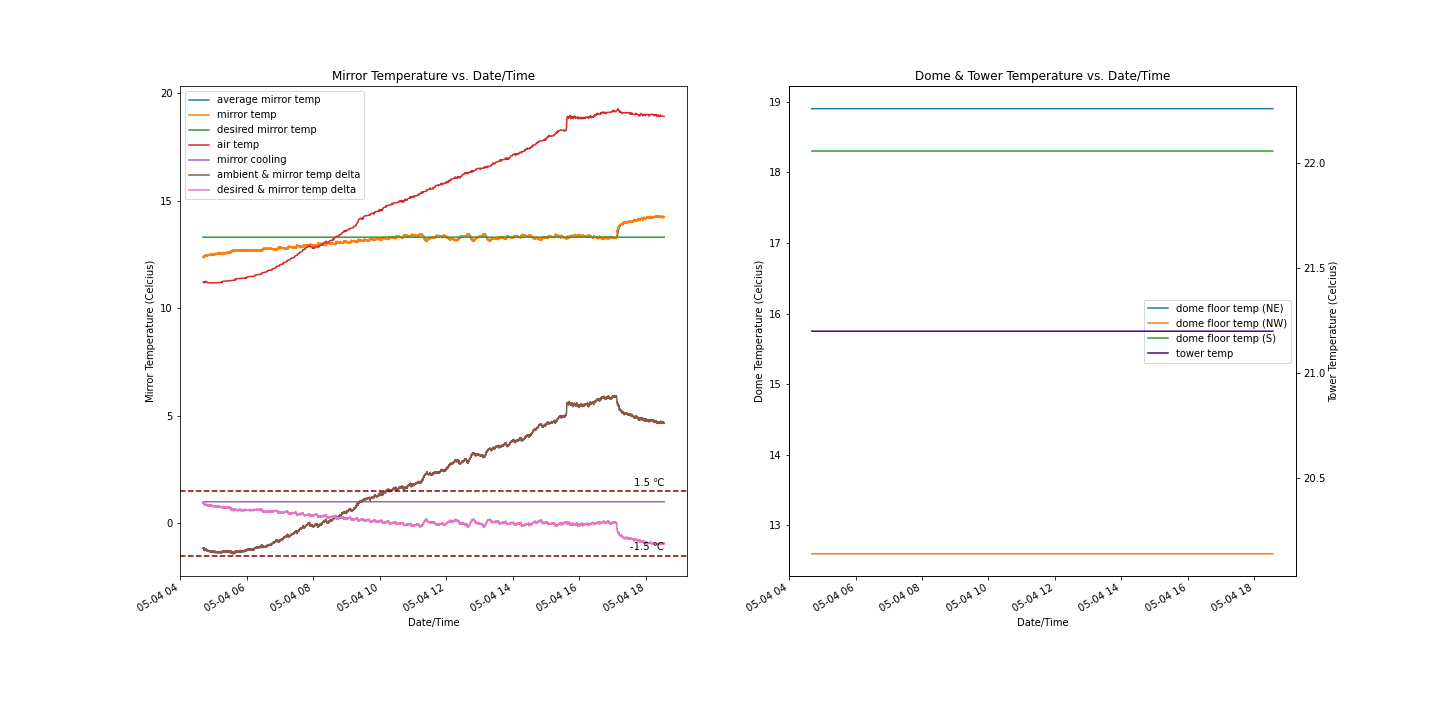 Mirror Temperature vs. Date/Time
20
15
10
5
0
Mirror Temperature (Celcius)
average mirror temp
mirror temp
desired mirror temp
air temp
mirror cooling
ambient & mirror temp delta
desired & mirror temp delta
1.5 °C
-1.5 °C
05-04 04
05-04 06
05-04 08
05-04 10
05-04 12
05-04 14
05-04 16
05-04 18
Date/Time
Dome & Tower Temperature vs. Date/Time
19
18
17
16
15
14
13
Dome Temperature (Celcius)
dome floor temp (NE)
dome floor temp (NW)
dome floor temp (S)
tower temp
22.0
21.5
21.0
20.5
Tower Temperature (Celcius)
05-04 04
05-04 06
05-04 08
05-04 10
05-04 12
05-04 14
05-04 16
05-04 18
Date/Time